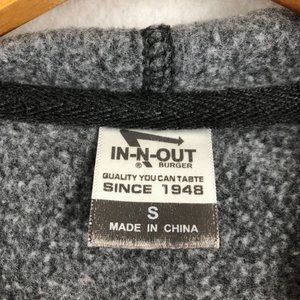 IN-N-OUT
® BURGER
QUALITY YOU CAN TASTE
SINCE 1948
S
MADE IN CHINA